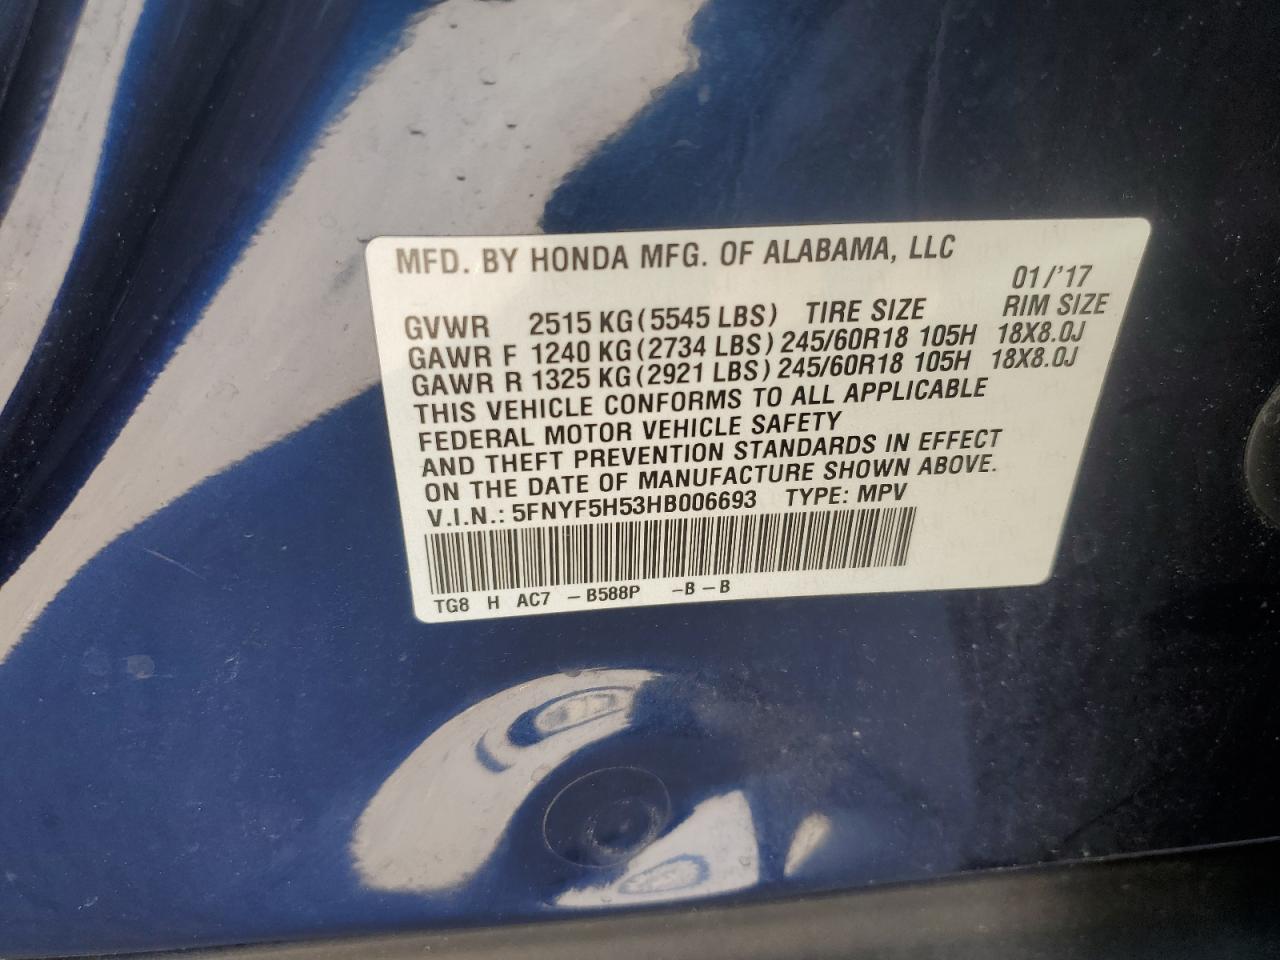 MFD. BY HONDA MFG. OF ALABAMA, LLC
01/'17
GVWR 2515 KG(5545 LBS) TIRE SIZE RIM SIZE
GAWR F 1240 KG(2734 LBS) 245/60R18 105H 18X8.0J
GAWR R 1325 KG(2921 LBS) 245/60R18 105H 18X8.0J
THIS VEHICLE CONFORMS TO ALL APPLICABLE
FEDERAL MOTOR VEHICLE SAFETY
AND THEFT PREVENTION STANDARDS IN EFFECT
ON THE DATE OF MANUFACTURE SHOWN ABOVE.
V.I.N.: 5FNYF5H53HB006693 TYPE: MPV
TG8 H AC7 - B588P -B-B